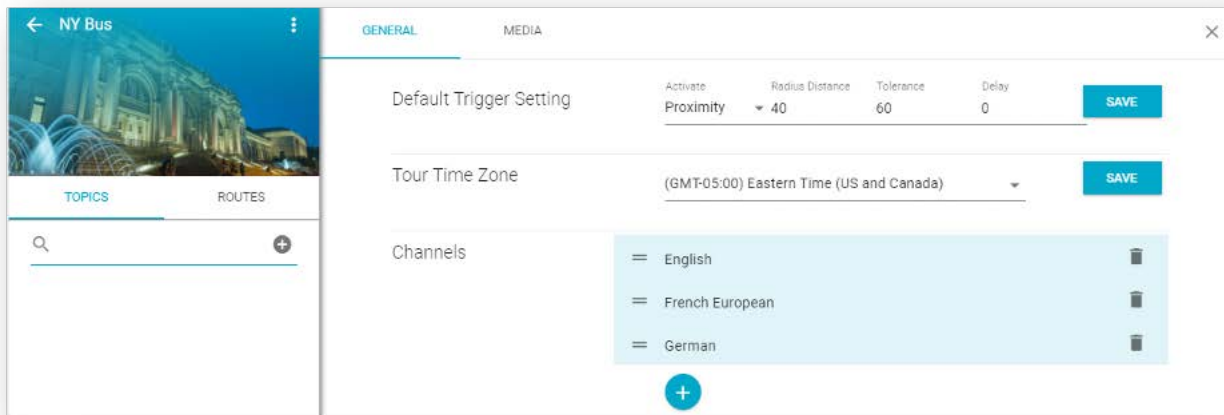 NY Bus
TOPICS ROUTES
GENERAL MEDIA
Default Trigger Setting
Activate Radius Distance Tolerance Delay
Proximity 40 60 0
SAVE
Tour Time Zone
(GMT-05:00) Eastern Time (US and Canada)
SAVE
Channels
English
French European
German